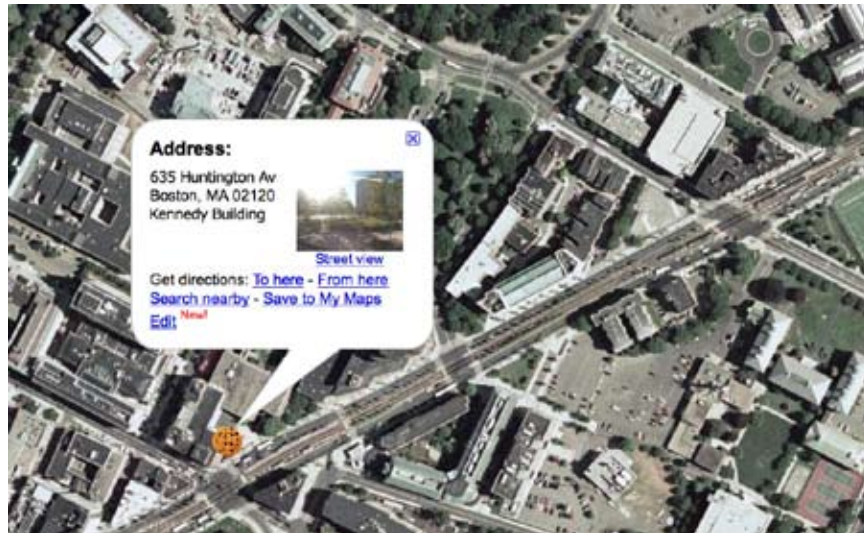 Address:
635 Huntington Av
Boston, MA 02120
Kennedy Building
Street view
Get directions: To here - From here
Search nearby - Save to My Maps
Edit New!